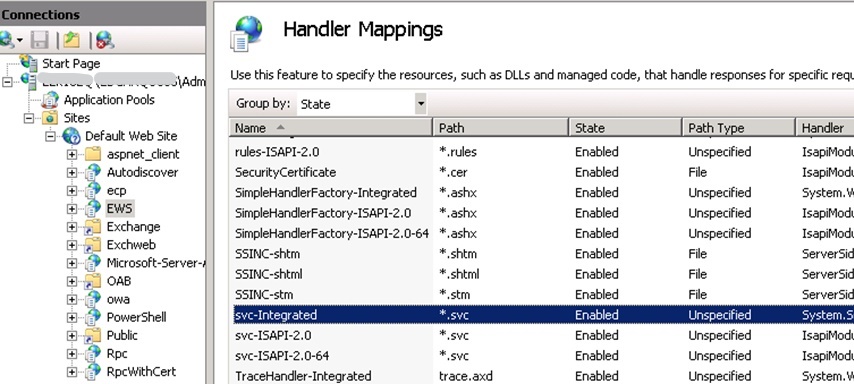 Connections
Start Page
Application Pools
Sites
Default Web Site
aspnet_client
Autodiscover
ecp
EWS
Exchange
Exchweb
Microsoft-Server-A
OAB
owa
PowerShell
Public
Rpc
RpcWithCert
Handler Mappings
Use this feature to specify the resources, such as DLLs and managed code, that handle responses for specific requ
Group by: State
Name Path State Path Type Handler
rules-ISAPI-2.0 *.rules Enabled Unspecified IsapiModu
SecurityCertificate *.cer Enabled File IsapiModu
SimpleHandlerFactory-Integrated *.ashx Enabled Unspecified System.W
SimpleHandlerFactory-ISAPI-2.0 *.ashx Enabled Unspecified IsapiModu
SimpleHandlerFactory-ISAPI-2.0-64 *.ashx Enabled Unspecified IsapiModu
SSINC-shtm *.shtm Enabled File ServerSid
SSINC-shtml *.shtml Enabled File ServerSid
SSINC-stm *.stm Enabled File ServerSid
svc-Integrated *.svc Enabled Unspecified System.S
svc-ISAPI-2.0 *.svc Enabled Unspecified IsapiModu
svc-ISAPI-2.0-64 *.svc Enabled Unspecified IsapiModu
TraceHandler-Integrated trace.axd Enabled Unspecified System.W